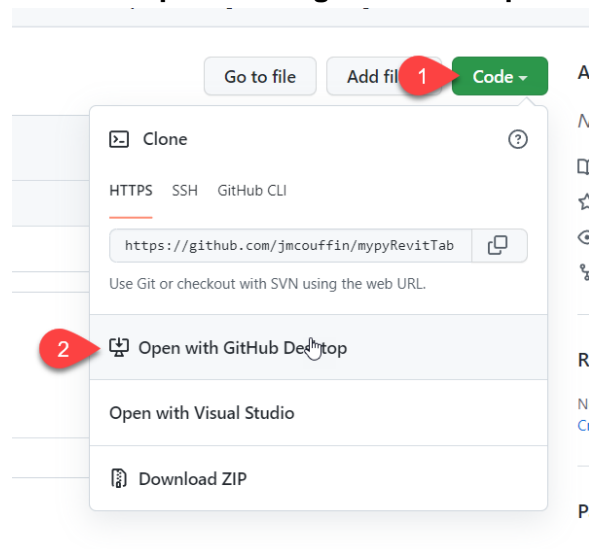 Go to file
Add fil
1
Code
Clone
HTTPS SSH GitHub CLI
https://github.com/jmcouffin/mypyRevitTab
Use Git or checkout with SVN using the web URL.
2
Open with GitHub Desktop
Open with Visual Studio
Download ZIP
A
N
R
N
Cr
P